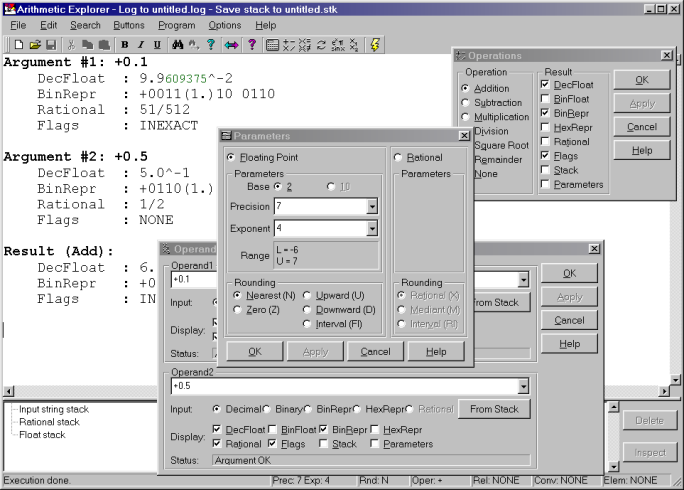 Arithmetic Explorer - Log to untitled.log - Save stack to untitled.stk
File Edit Search Buttons Program Options Help
Argument #1: +0.1
DecFloat : 9.9609375^-2
BinRepr : +0011(1.)10 0110
Rational : 51/512
Flags : INEXACT
Argument #2: +0.5
DecFloat : 5.0^-1
BinRepr : +0110(1.)
Rational : 1/2
Flags : NONE
Result (Add):
DecFloat : 6.
BinRepr : +0
Flags : IN
Operations
Operation
Addition
Subtraction
Multiplication
Division
Square Root
Remainder
None
Result
DecFloat
BinFloat
BinRepr
HexRepr
Rational
Flags
Stack
Parameters
OK
Apply
Cancel
Help
Parameters
Floating Point
Parameters
Base 2 10
Precision 7
Exponent 4
Range L = -6
U = 7
Rounding
Nearest (N) Upward (U)
Zero (Z) Downward (D)
Interval (FI)
Rational
Parameters
Rounding
Rational (X)
Mediant (M)
Interval (RI)
OK Apply Cancel Help
Operand
Operand1
+0.1
Input: From Stack
Display:
Status:
OK
Apply
Cancel
Help
Operand2
+0.5
Input: Decimal Binary BinRepr HexRepr Rational From Stack
Display: DecFloat BinFloat BinRepr HexRepr
Rational Flags Stack Parameters
Status: Argument OK
Input string stack
Rational stack
Float stack
Delete
Inspect
Execution done. Prec: 7 Exp: 4 Rnd: N Oper: + Rel: NONE Conv: NONE Elem: NONE